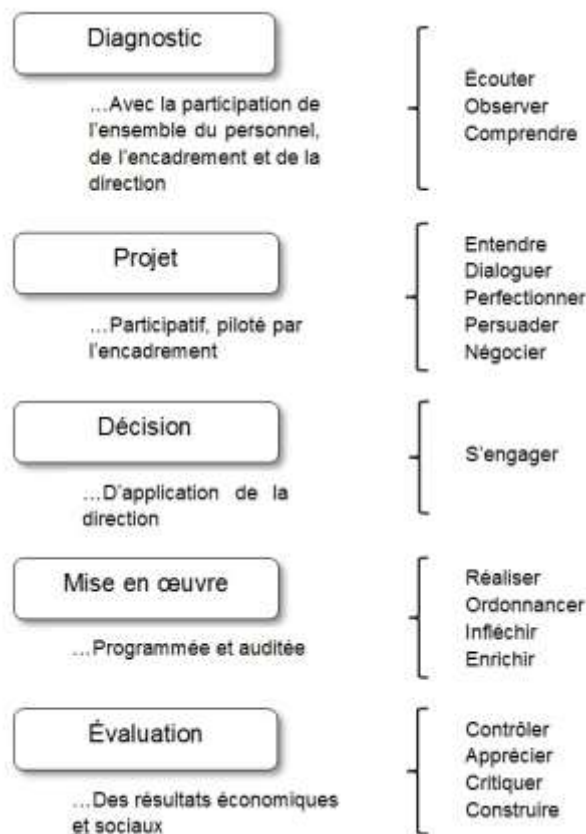 Diagnostic
…Avec la participation de
l'ensemble du personnel,
de l'encadrement et de la
direction
Écouter
Observer
Comprendre
Projet
…Participatif, piloté par
l'encadrement
Entendre
Dialoguer
Perfectionner
Persuader
Négocier
Décision
…D'application de la
direction
S'engager
Mise en œuvre
…Programmée et auditée
Réaliser
Ordonnancer
Infléchir
Enrichir
Évaluation
…Des résultats économiques
et sociaux
Contrôler
Apprécier
Critiquer
Construire